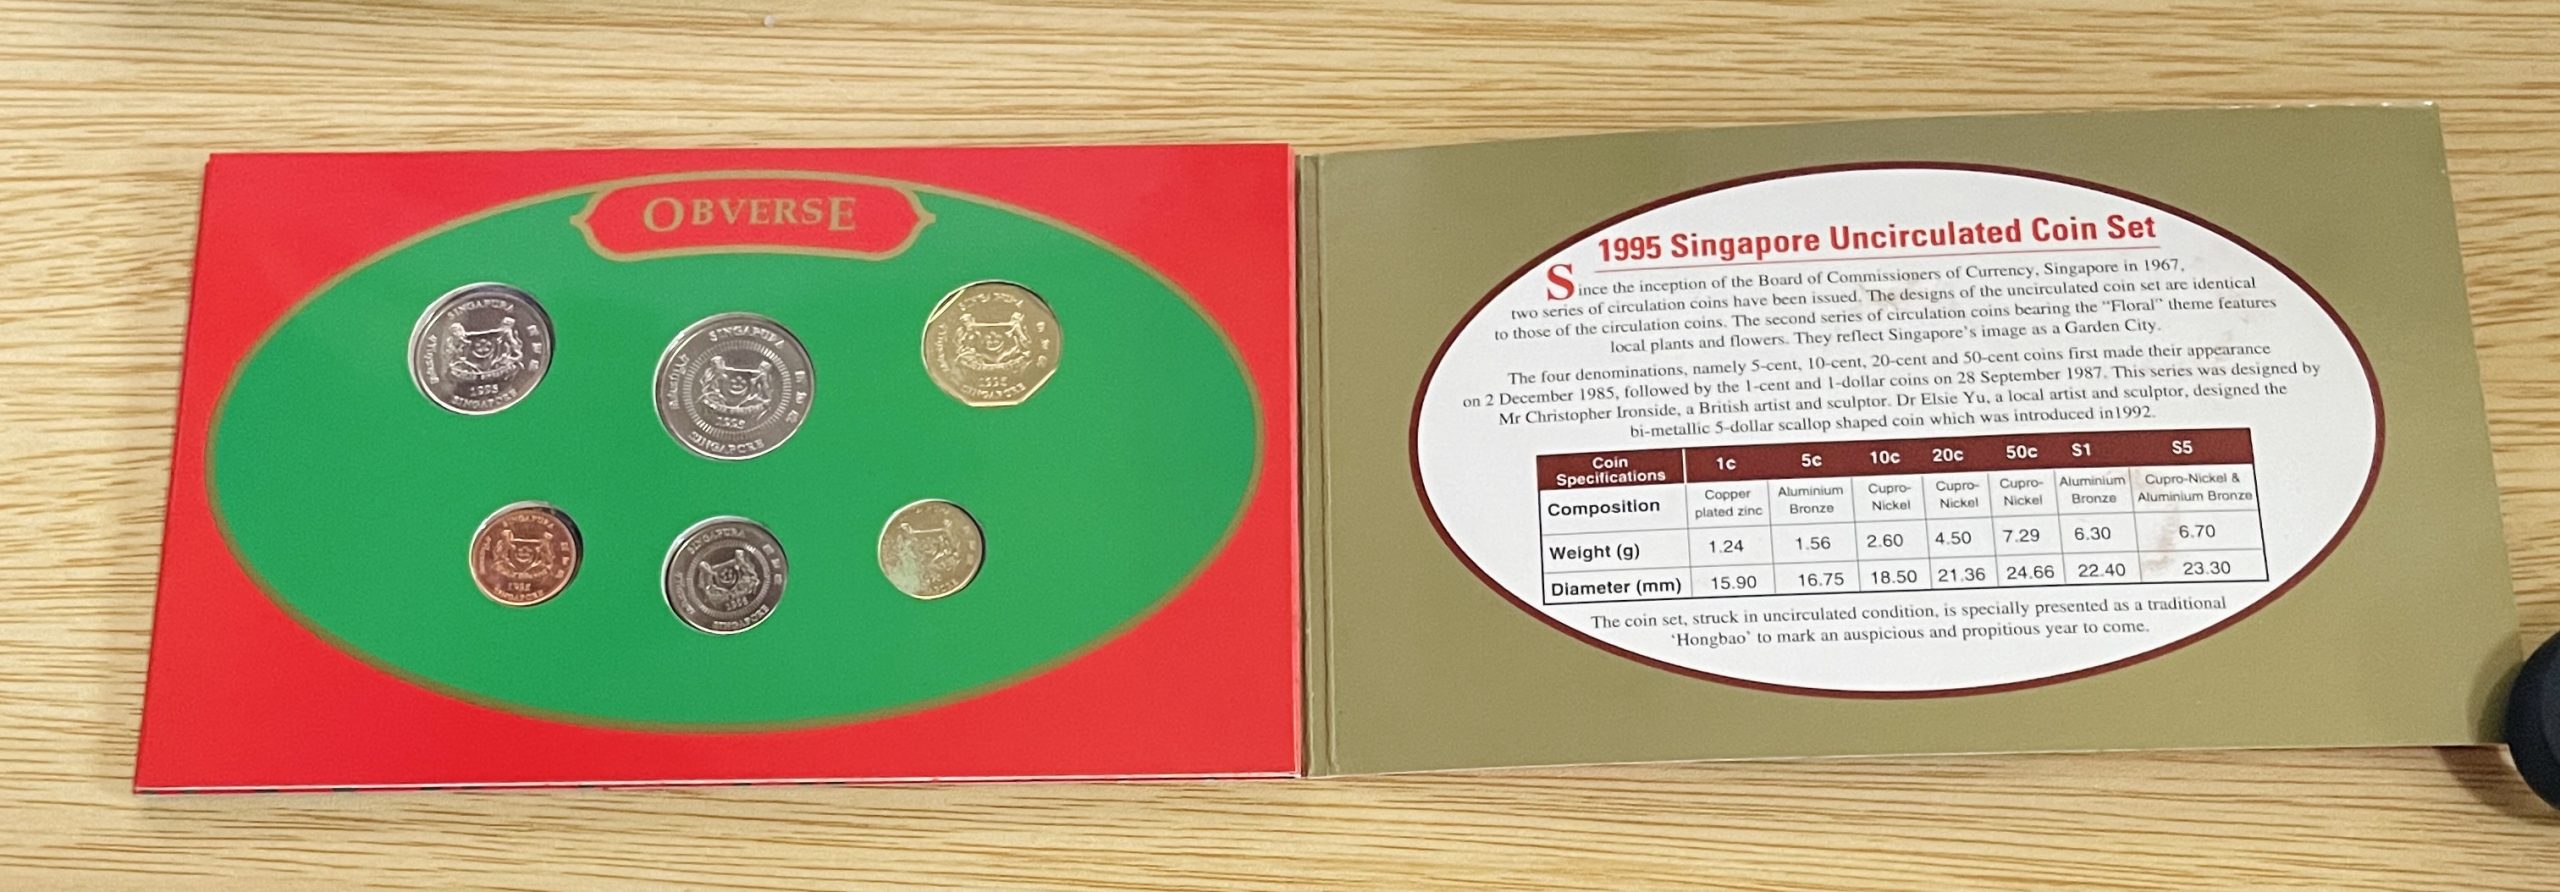 OBVERSE
SINGAPURA
1995
SINGAPORE
SINGAPURA
SINGAPORE
SINGAPURA
SINGAPORE
SINGAPURA
SINGAPORE
SINGAPURA
SINGAPORE
1995 Singapore Uncirculated Coin Set
Since the inception of the Board of Commissioners of Currency, Singapore in 1967,
two series of circulation coins have been issued. The designs of the uncirculated coin set are identical
to those of the circulation coins. The second series of circulation coins bearing the "Floral" theme features
local plants and flowers. They reflect Singapore's image as a Garden City.
The four denominations, namely 5-cent, 10-cent, 20-cent and 50-cent coins first made their appearance
on 2 December 1985, followed by the 1-cent and 1-dollar coins on 28 September 1987. This series was designed by
Mr Christopher Ironside, a British artist and sculptor. Dr Elsie Yu, a local artist and sculptor, designed the
bi-metallic 5-dollar scallop shaped coin which was introduced in1992.
Coin Specifications 1c 5c 10c 20c 50c S1 S5
Composition Copper plated zinc Aluminium Bronze Cupro-Nickel Cupro-Nickel Cupro-Nickel Aluminium Bronze Cupro-Nickel & Aluminium Bronze
Weight (g) 1.24 1.56 2.60 4.50 7.29 6.30 6.70
Diameter (mm) 15.90 16.75 18.50 21.36 24.66 22.40 23.30
The coin set, struck in uncirculated condition, is specially presented as a traditional
'Hongbao' to mark an auspicious and propitious year to come.